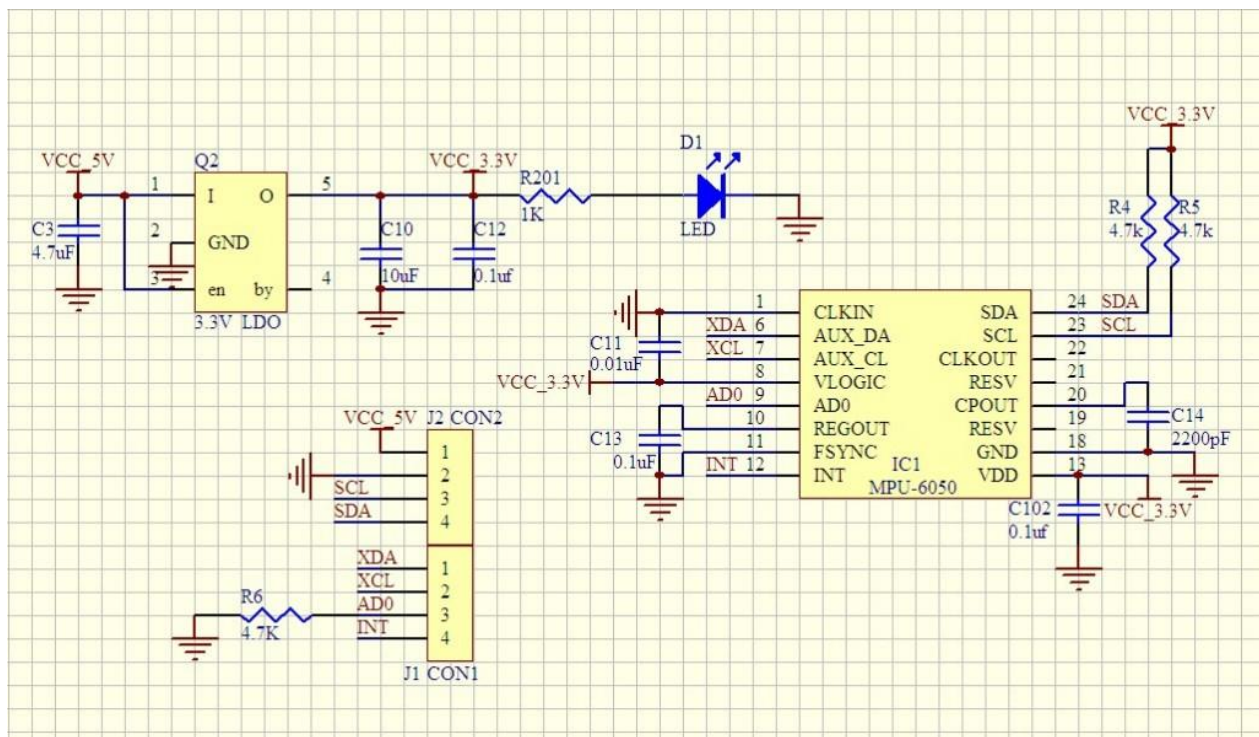 VCC_5V
Q2
1
I
O
5
C3
4.7uF
2
GND
3
en
by
4
3.3V LDO
VCC_3.3V
C10
10uF
C12
0.1uf
R201
1K
D1
LED
VCC_3.3V
R4
4.7k
R5
4.7k
1
CLKIN
XDA 6
AUX_DA
XCL 7
AUX_CL
8
VLOGIC
AD0 9
AD0
10
REGOUT
11
FSYNC
INT 12
INT
C11
0.01uF
VCC_3.3V
C13
0.1uF
IC1
MPU-6050
SDA
24 SDA
SCL
23 SCL
CLKOUT
22
RESV
21
CPOUT
20
RESV
19
GND
18
VDD
13
C14
2200pF
C102
0.1uf
VCC_3.3V
VCC_5V
J2 CON2
1
2
SCL
3
SDA
4
XDA
1
XCL
2
AD0
3
INT
4
R6
4.7K
J1 CON1